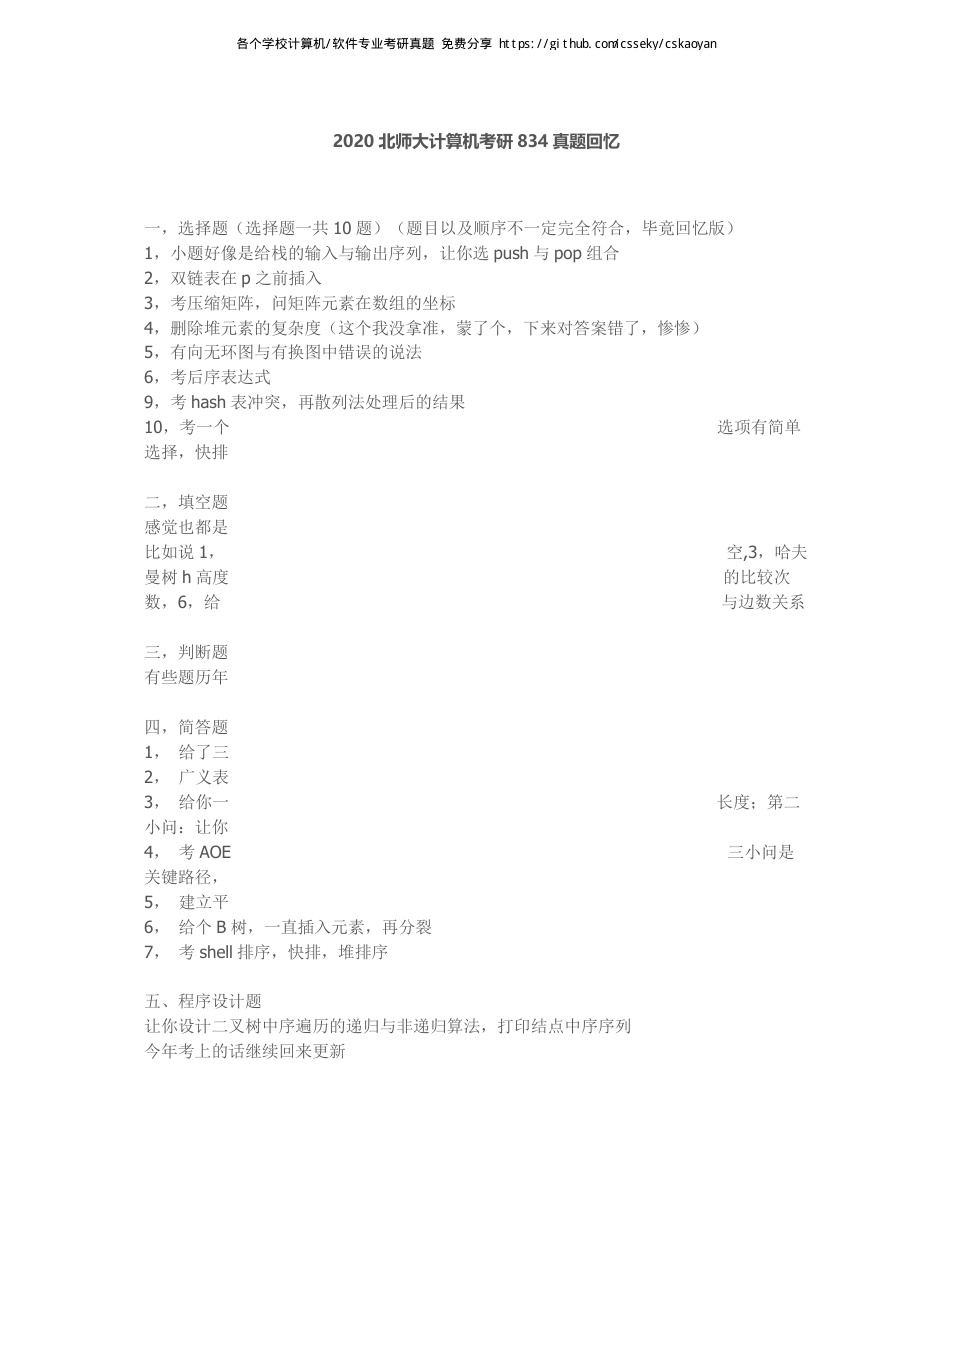 各个学校计算机/软件专业考研真题 免费分享 https://github.com/csseky/cskaoyan
2020 北师大计算机考研 834 真题回忆
一，选择题（选择题一共 10 题）（题目以及顺序不一定完全符合，毕竟回忆版）
1，小题好像是给栈的输入与输出序列，让你选 push 与 pop 组合
2，双链表在 p 之前插入
3，考压缩矩阵，问矩阵元素在数组的坐标
4，删除堆元素的复杂度（这个我没拿准，蒙了个，下来对答案错了，惨惨）
5，有向无环图与有换图中错误的说法
6，考后序表达式
9，考 hash 表冲突，再散列法处理后的结果
10，考一个 选项有简单
选择，快排
二，填空题
感觉也都是
比如说 1， 空,3，哈夫
曼树 h 高度 的比较次
数，6，给 与边数关系
三，判断题
有些题历年
四，简答题
1， 给了三
2， 广义表
3， 给你一 长度；第二
小问：让你
4， 考 AOE 三小问是
关键路径，
5， 建立平
6， 给个 B 树，一直插入元素，再分裂
7， 考 shell 排序，快排，堆排序
五、程序设计题
让你设计二叉树中序遍历的递归与非递归算法，打印结点中序序列
今年考上的话继续回来更新